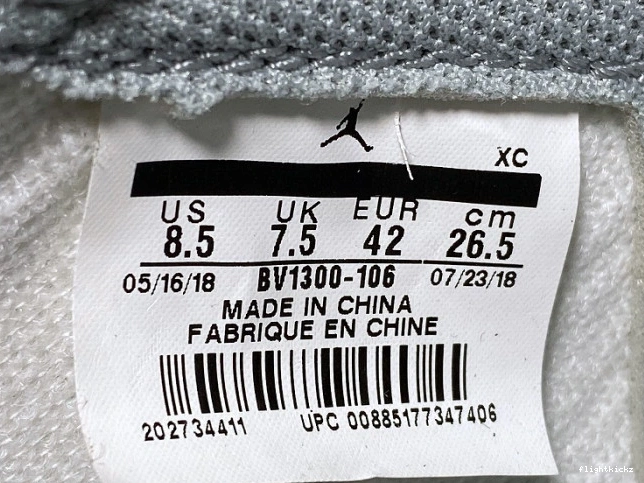 XC
US UK EUR cm
8.5 7.5 42 26.5
05/16/18 BV1300-106 07/23/18
MADE IN CHINA
FABRIQUE EN CHINE
202734411 UPC 00885177347406
flightkickz